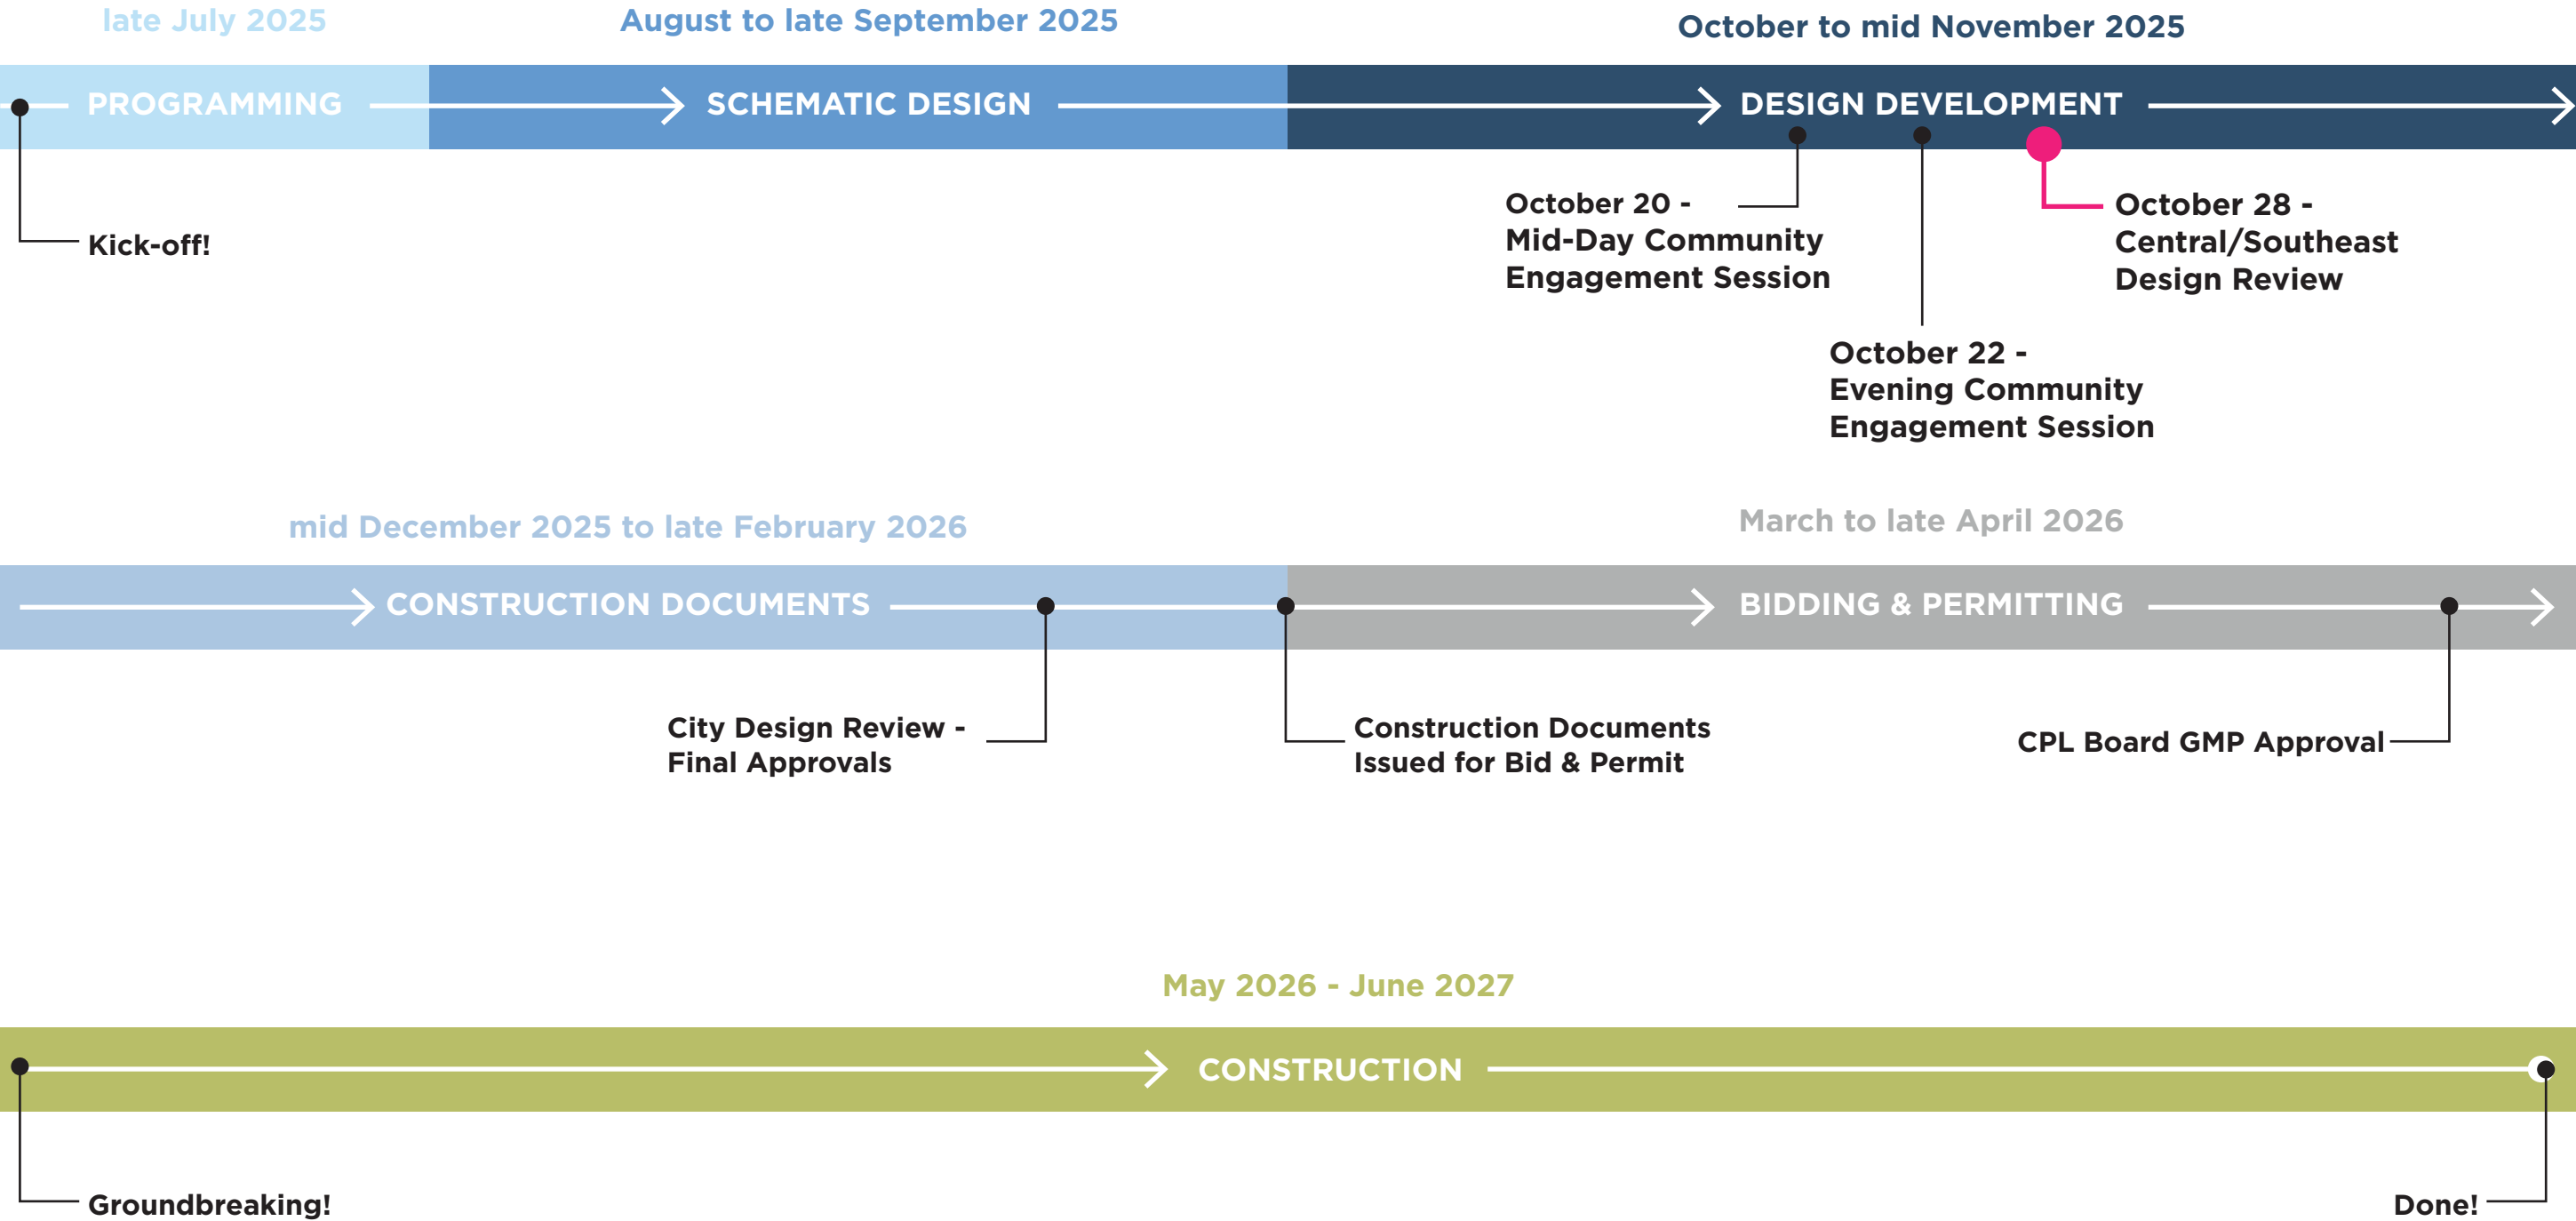 late July 2025
August to late September 2025
October to mid November 2025
PROGRAMMING
SCHEMATIC DESIGN
DESIGN DEVELOPMENT
Kick-off!
October 20 -
Mid-Day Community
Engagement Session
October 28 -
Central/Southeast
Design Review
October 22 -
Evening Community
Engagement Session
mid December 2025 to late February 2026
March to late April 2026
CONSTRUCTION DOCUMENTS
BIDDING & PERMITTING
City Design Review -
Final Approvals
Construction Documents
Issued for Bid & Permit
CPL Board GMP Approval
May 2026 - June 2027
CONSTRUCTION
Groundbreaking!
Done!